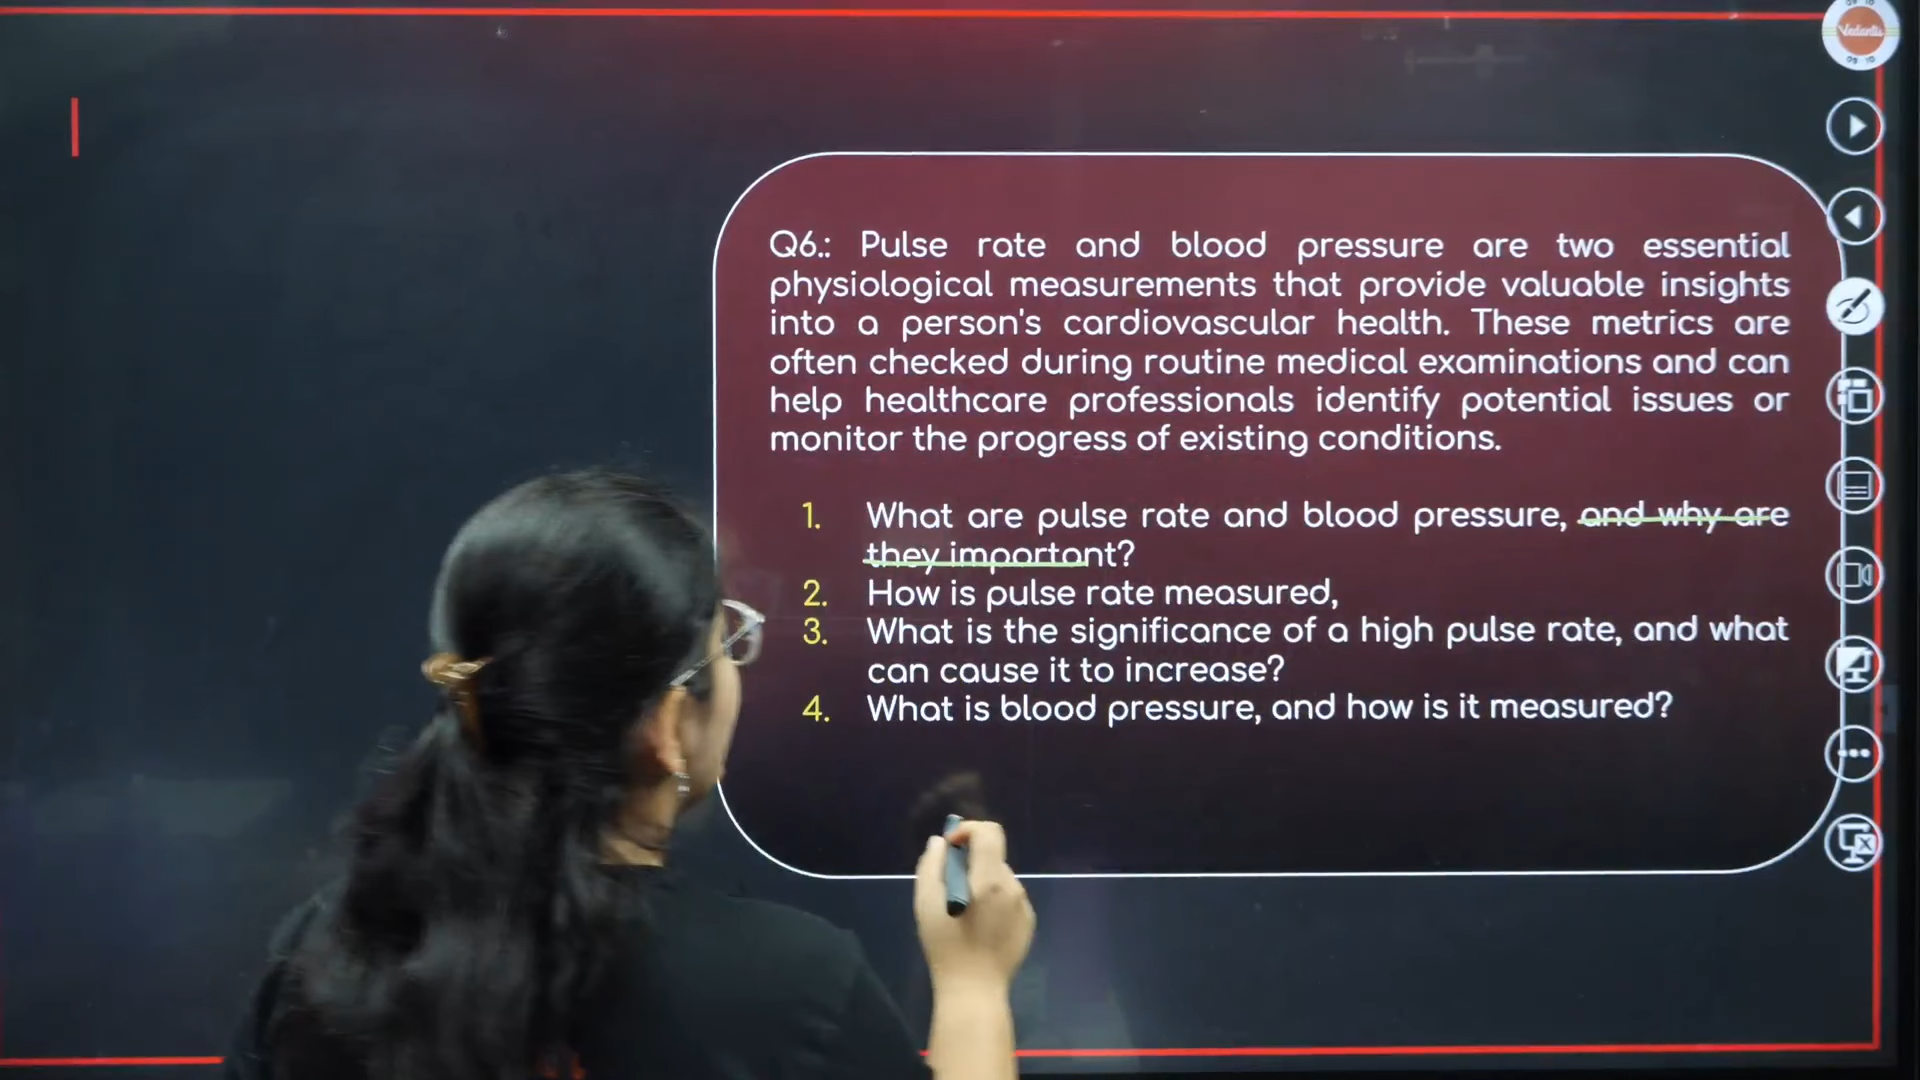 Vedantu
Q6.: Pulse rate and blood pressure are two essential
physiological measurements that provide valuable insights
into a person's cardiovascular health. These metrics are
often checked during routine medical examinations and can
help healthcare professionals identify potential issues or
monitor the progress of existing conditions.
1. What are pulse rate and blood pressure, and why are
they important?
2. How is pulse rate measured,
3. What is the significance of a high pulse rate, and what
can cause it to increase?
4. What is blood pressure, and how is it measured?